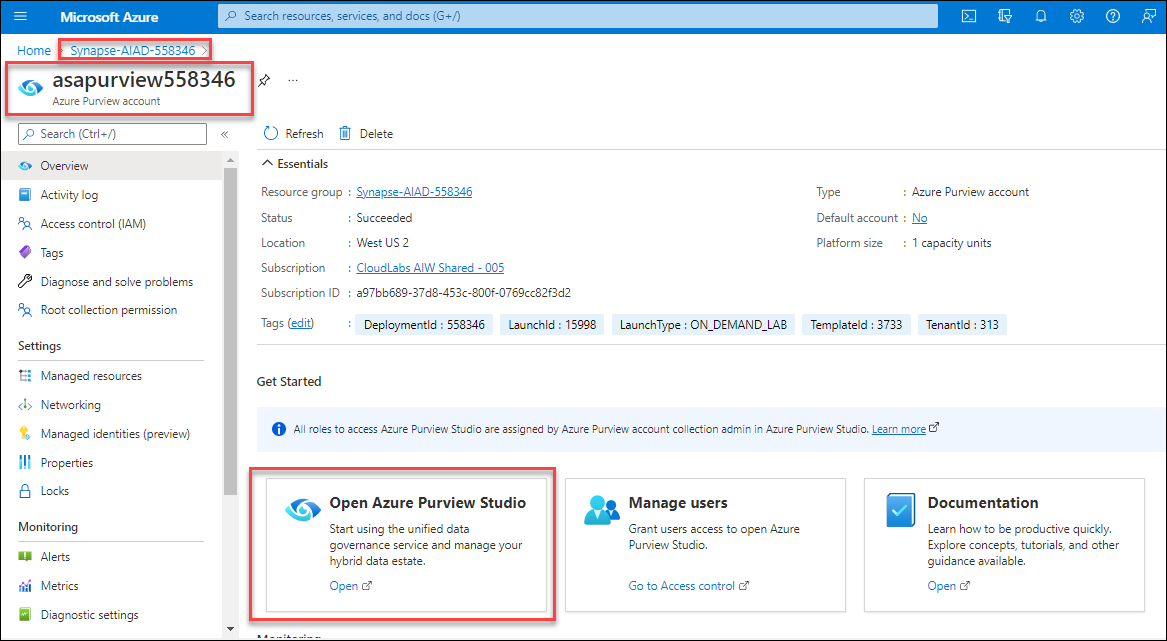 Microsoft Azure
Search resources, services, and docs (G+/)
Home
Synapse-AIAD-558346
asapurview558346
...
Azure Purview account
Search (Ctrl+/)
«
Refresh
Delete
Overview
Activity log
Access control (IAM)
Tags
Diagnose and solve problems
Root collection permission
Settings
Managed resources
Networking
Managed identities (preview)
Properties
Locks
Monitoring
Alerts
Metrics
Diagnostic settings
Essentials
Resource group : Synapse-AIAD-558346
Status : Succeeded
Location : West US 2
Subscription : CloudLabs AIW Shared - 005
Subscription ID : a97bb689-37d8-453c-800f-0769cc82f3d2
Type : Azure Purview account
Default account : No
Platform size : 1 capacity units
Tags (edit) : DeploymentId : 558346 LaunchId : 15998 LaunchType : ON_DEMAND_LAB TemplateId : 3733 TenantId : 313
Get Started
All roles to access Azure Purview Studio are assigned by Azure Purview account collection admin in Azure Purview Studio. Learn more
Open Azure Purview Studio
Start using the unified data
governance service and manage your
hybrid data estate.
Open
Manage users
Grant users access to open Azure
Purview Studio.
Go to Access control
Documentation
Learn how to be productive quickly.
Explore concepts, tutorials, and other
guidance available.
Open
Monitoring